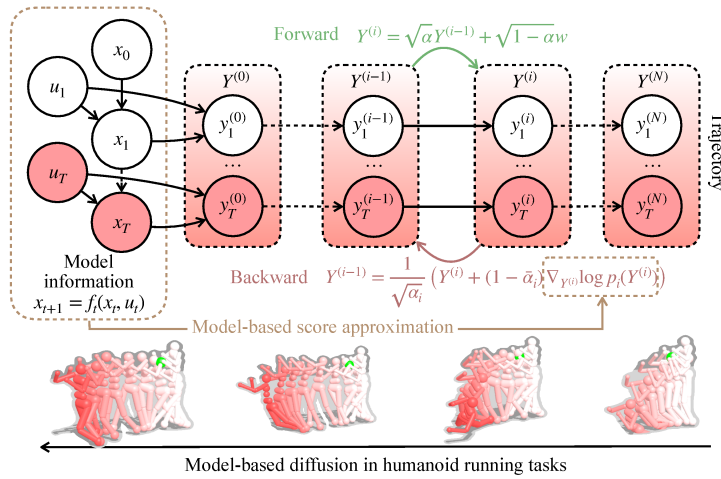 Forward $Y^{(i)} = \sqrt{\alpha}Y^{(i-1)} + \sqrt{1-\alpha}w$
$x_0$
$u_1$
$x_1$
$u_T$
$x_T$
Model
information
$x_{t+1} = f_t(x_t, u_t)$
$Y^{(0)}$ $Y^{(i-1)}$ $Y^{(i)}$ $Y^{(N)}$
$y_1^{(0)}$ $y_1^{(i-1)}$ $y_1^{(i)}$ $y_1^{(N)}$
... ... ... ...
$y_T^{(0)}$ $y_T^{(i-1)}$ $y_T^{(i)}$ $y_T^{(N)}$
Trajectory
Backward $Y^{(i-1)} = \frac{1}{\sqrt{\alpha_i}} \left( Y^{(i)} + (1-\bar{\alpha}_i) \nabla_{Y^{(i)}} \log p_i(Y^{(i)}) \right)$
Model-based score approximation
Model-based diffusion in humanoid running tasks